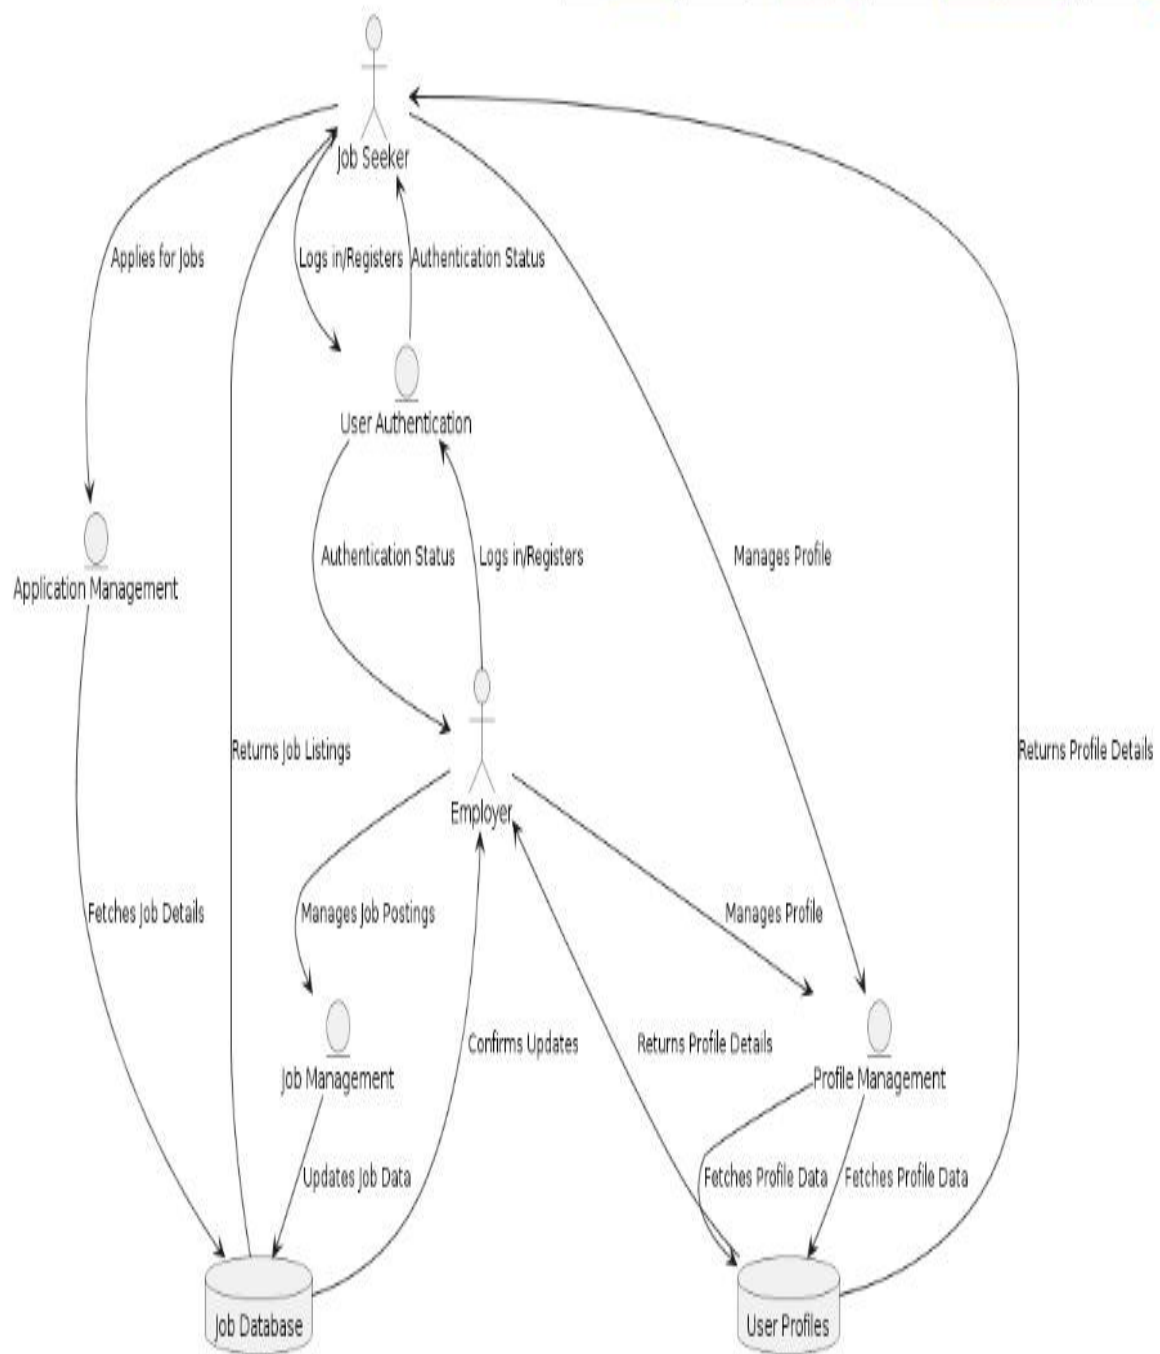 Job Seeker
Applies for Jobs
Logs in/Registers
Authentication Status
User Authentication
Authentication Status
Logs in/Registers
Manages Profile
Application Management
Returns Job Listings
Returns Profile Details
Employer
Fetches Job Details
Manages Job Postings
Manages Profile
Confirms Updates
Returns Profile Details
Job Management
Profile Management
Updates Job Data
Fetches Profile Data
Fetches Profile Data
Job Database
User Profiles